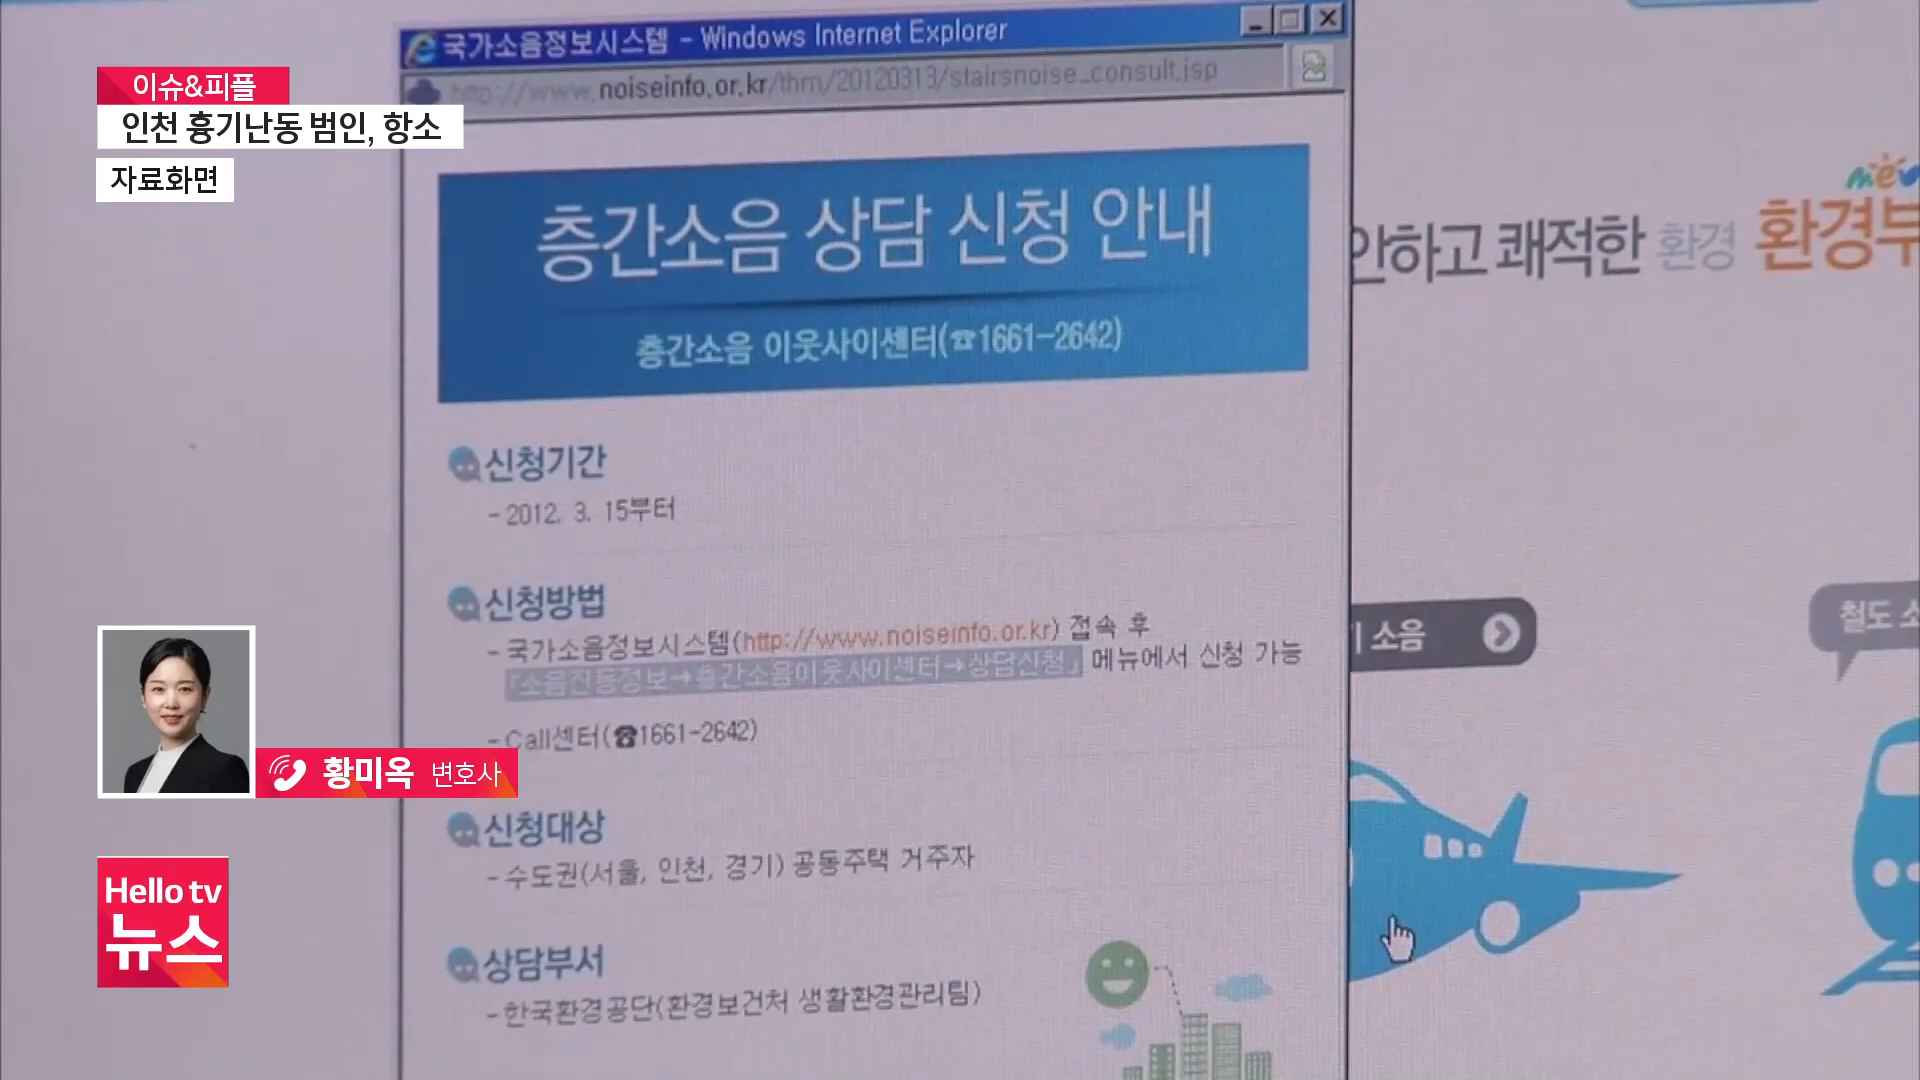 이슈&피플
인천 흉기난동 범인, 항소
자료화면
국가소음정보시스템 - Windows Internet Explorer
http://www.noiseinfo.or.kr/thm/20120313/stairsnoise_consult.jsp
층간소음 상담 신청 안내
층간소음 이웃사이센터(☎1661-2642)
신청기간
- 2012. 3. 15부터
신청방법
- 국가소음정보시스템(http://www.noiseinfo.or.kr) 접속 후
「소음진동정보→층간소음이웃사이센터→상담신청」 메뉴에서 신청 가능
- Call센터(☎1661-2642)
신청대상
- 수도권(서울, 인천, 경기) 공동주택 거주자
상담부서
- 한국환경공단(환경보건처 생활환경관리팀)
안하고 쾌적한 환경 환경부
소음
철도 소
황미옥 변호사
Hello tv
뉴스